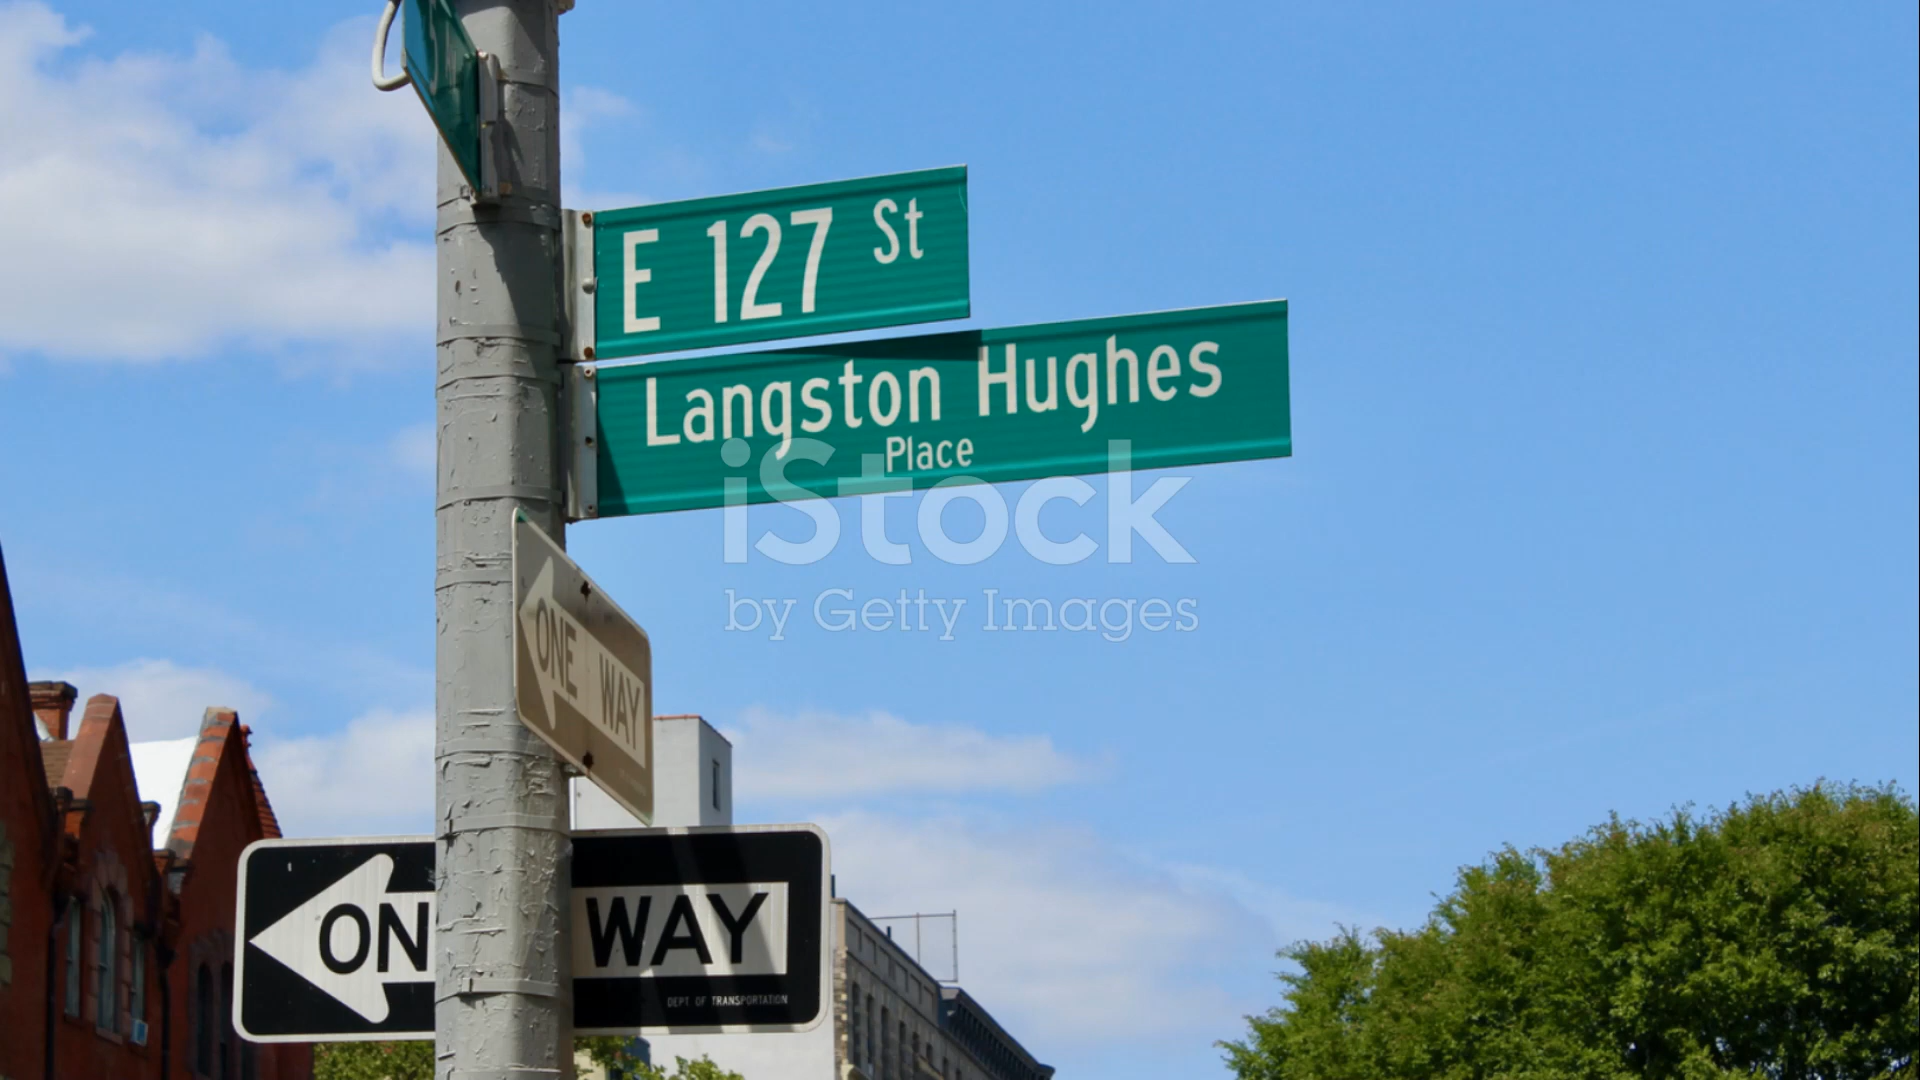 E 127 St
Langston Hughes
Place
iStock
by Getty Images
ONE WAY
ON WAY
DEPT OF TRANSPORTATION